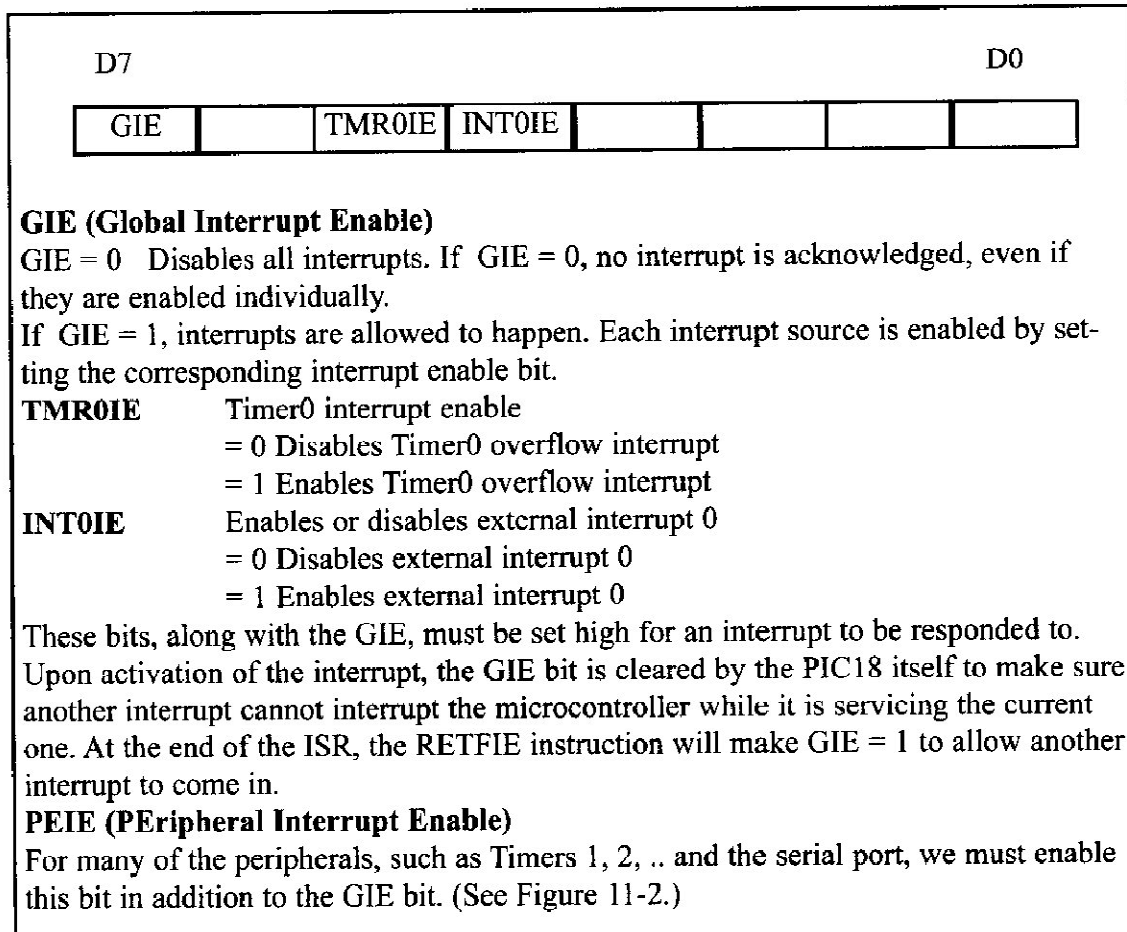 D7 D0
GIE TMR0IE INT0IE
GIE (Global Interrupt Enable)
GIE = 0 Disables all interrupts. If GIE = 0, no interrupt is acknowledged, even if
they are enabled individually.
If GIE = 1, interrupts are allowed to happen. Each interrupt source is enabled by set-
ting the corresponding interrupt enable bit.
TMR0IE Timer0 interrupt enable
= 0 Disables Timer0 overflow interrupt
= 1 Enables Timer0 overflow interrupt
INT0IE Enables or disables external interrupt 0
= 0 Disables external interrupt 0
= 1 Enables external interrupt 0
These bits, along with the GIE, must be set high for an interrupt to be responded to.
Upon activation of the interrupt, the GIE bit is cleared by the PIC18 itself to make sure
another interrupt cannot interrupt the microcontroller while it is servicing the current
one. At the end of the ISR, the RETFIE instruction will make GIE = 1 to allow another
interrupt to come in.
PEIE (PEripheral Interrupt Enable)
For many of the peripherals, such as Timers 1, 2, .. and the serial port, we must enable
this bit in addition to the GIE bit. (See Figure 11-2.)